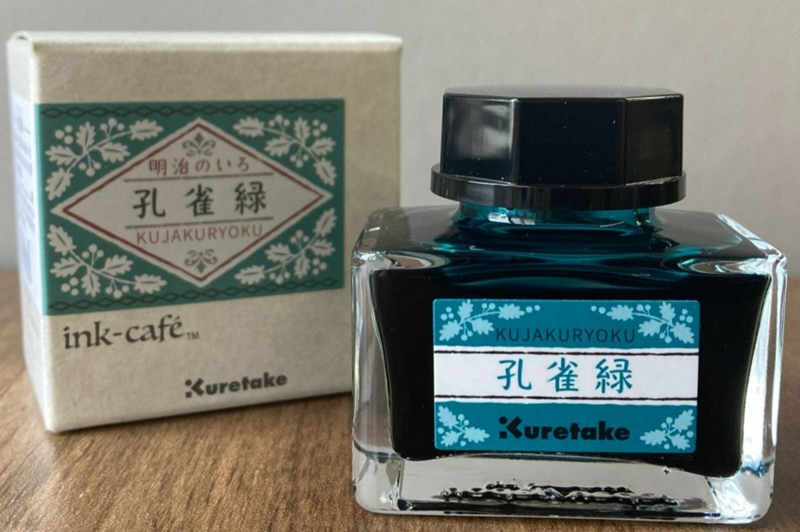 明治のいろ
孔雀緑
KUJAKURYOKU
ink-café™
Kuretake
KUJAKURYOKU
孔雀緑
Kuretake